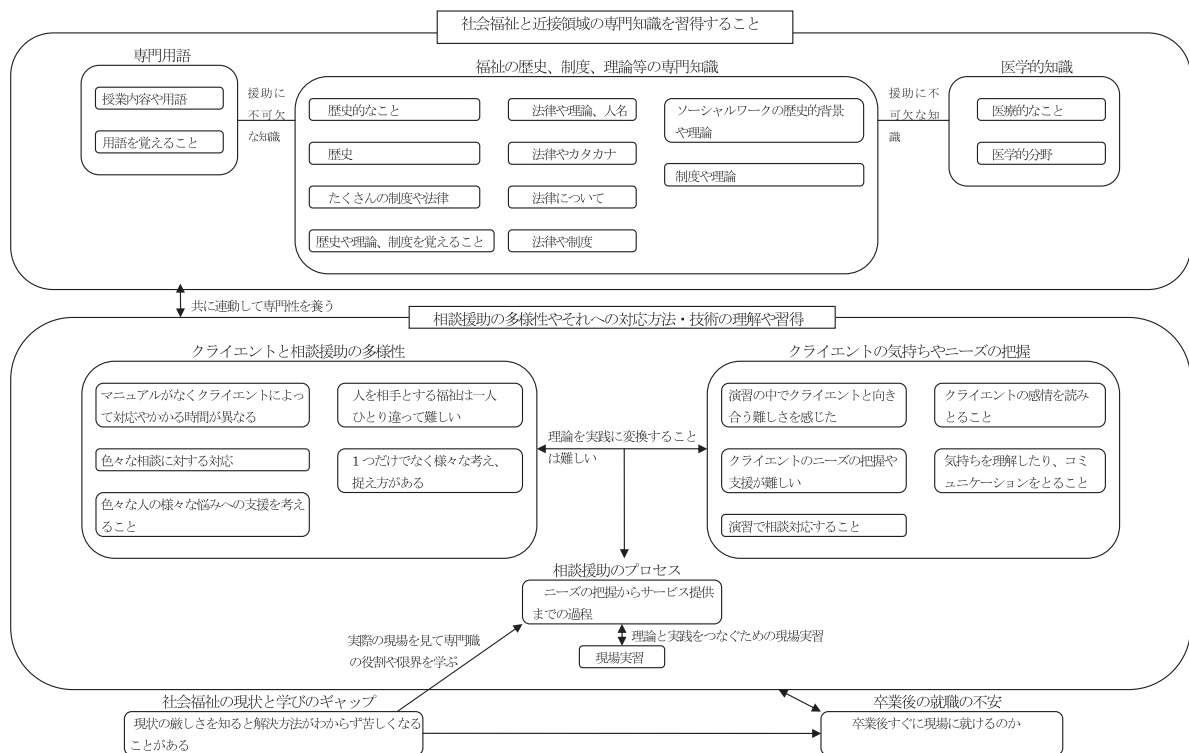 社会福祉と近接領域の専門知識を習得すること
専門用語
授業内容や用語
用語を覚えること
援助に
不可欠
な知識
福祉の歴史、制度、理論等の専門知識
歴史的なこと
歴史
たくさんの制度や法律
歴史や理論、制度を覚えること
法律や理論、人名
法律やカタカナ
法律について
法律や制度
ソーシャルワークの歴史的背景
や理論
制度や理論
援助に不
可欠な知
識
医学的知識
医療的なこと
医学的分野
共に連動して専門性を養う
相談援助の多様性やそれへの対応方法・技術の理解や習得
クライエントと相談援助の多様性
マニュアルがなくクライエントによっ
て対応やかかる時間が異なる
色々な相談に対する対応
色々な人の様々な悩みへの支援を考え
ること
人を相手とする福祉は一人
ひとり違って難しい
1つだけでなく様々な考え、
捉え方がある
理論を実践に変換すること
は難しい
クライエントの気持ちやニーズの把握
演習の中でクライエントと向き
合う難しさを感じた
クライエントのニーズの把握や
支援が難しい
演習で相談対応すること
クライエントの感情を読み
とること
気持ちを理解したり、コミ
ュニケーションをとること
相談援助のプロセス
ニーズの把握からサービス提供
までの過程
理論と実践をつなぐための現場実習
現場実習
実際の現場を見て専門職
の役割や限界を学ぶ
社会福祉の現状と学びのギャップ
現状の厳しさを知ると解決方法がわからず苦しくなる
ことがある
卒業後の就職の不安
卒業後すぐに現場に就けるのか